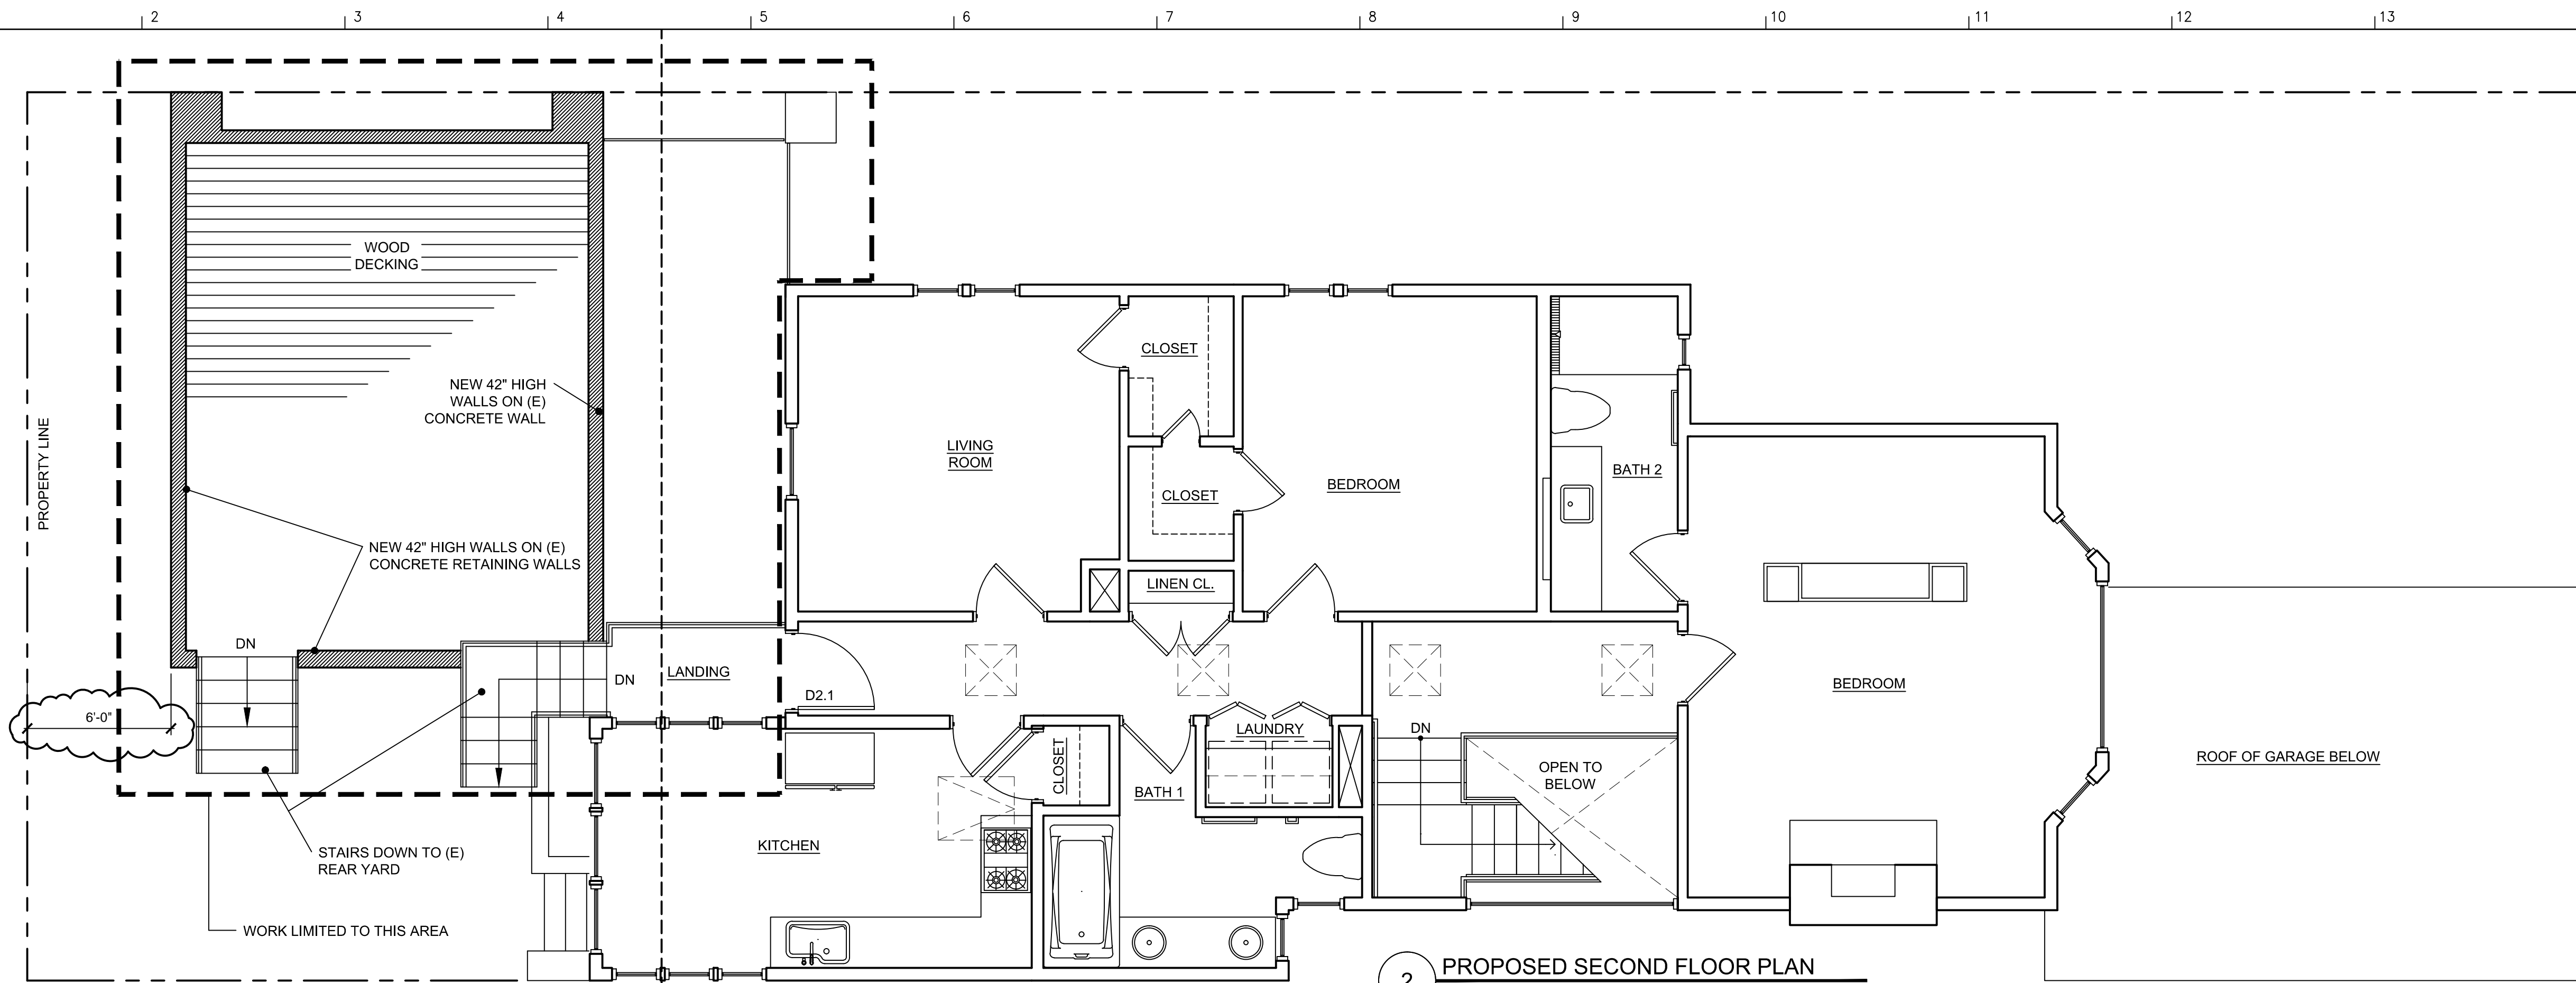 2
3
4
5
6
7
8
9
10
11
12
13
WOOD
DECKING
NEW 42" HIGH
WALLS ON (E)
CONCRETE WALL
PROPERTY LINE
NEW 42" HIGH WALLS ON (E)
CONCRETE RETAINING WALLS
DN
DN
LANDING
D2.1
6'-0"
STAIRS DOWN TO (E)
REAR YARD
WORK LIMITED TO THIS AREA
LIVING
ROOM
CLOSET
CLOSET
LINEN CL.
BEDROOM
BATH 2
BEDROOM
LAUNDRY
CLOSET
BATH 1
KITCHEN
DN
OPEN TO
BELOW
ROOF OF GARAGE BELOW
2
PROPOSED SECOND FLOOR PLAN